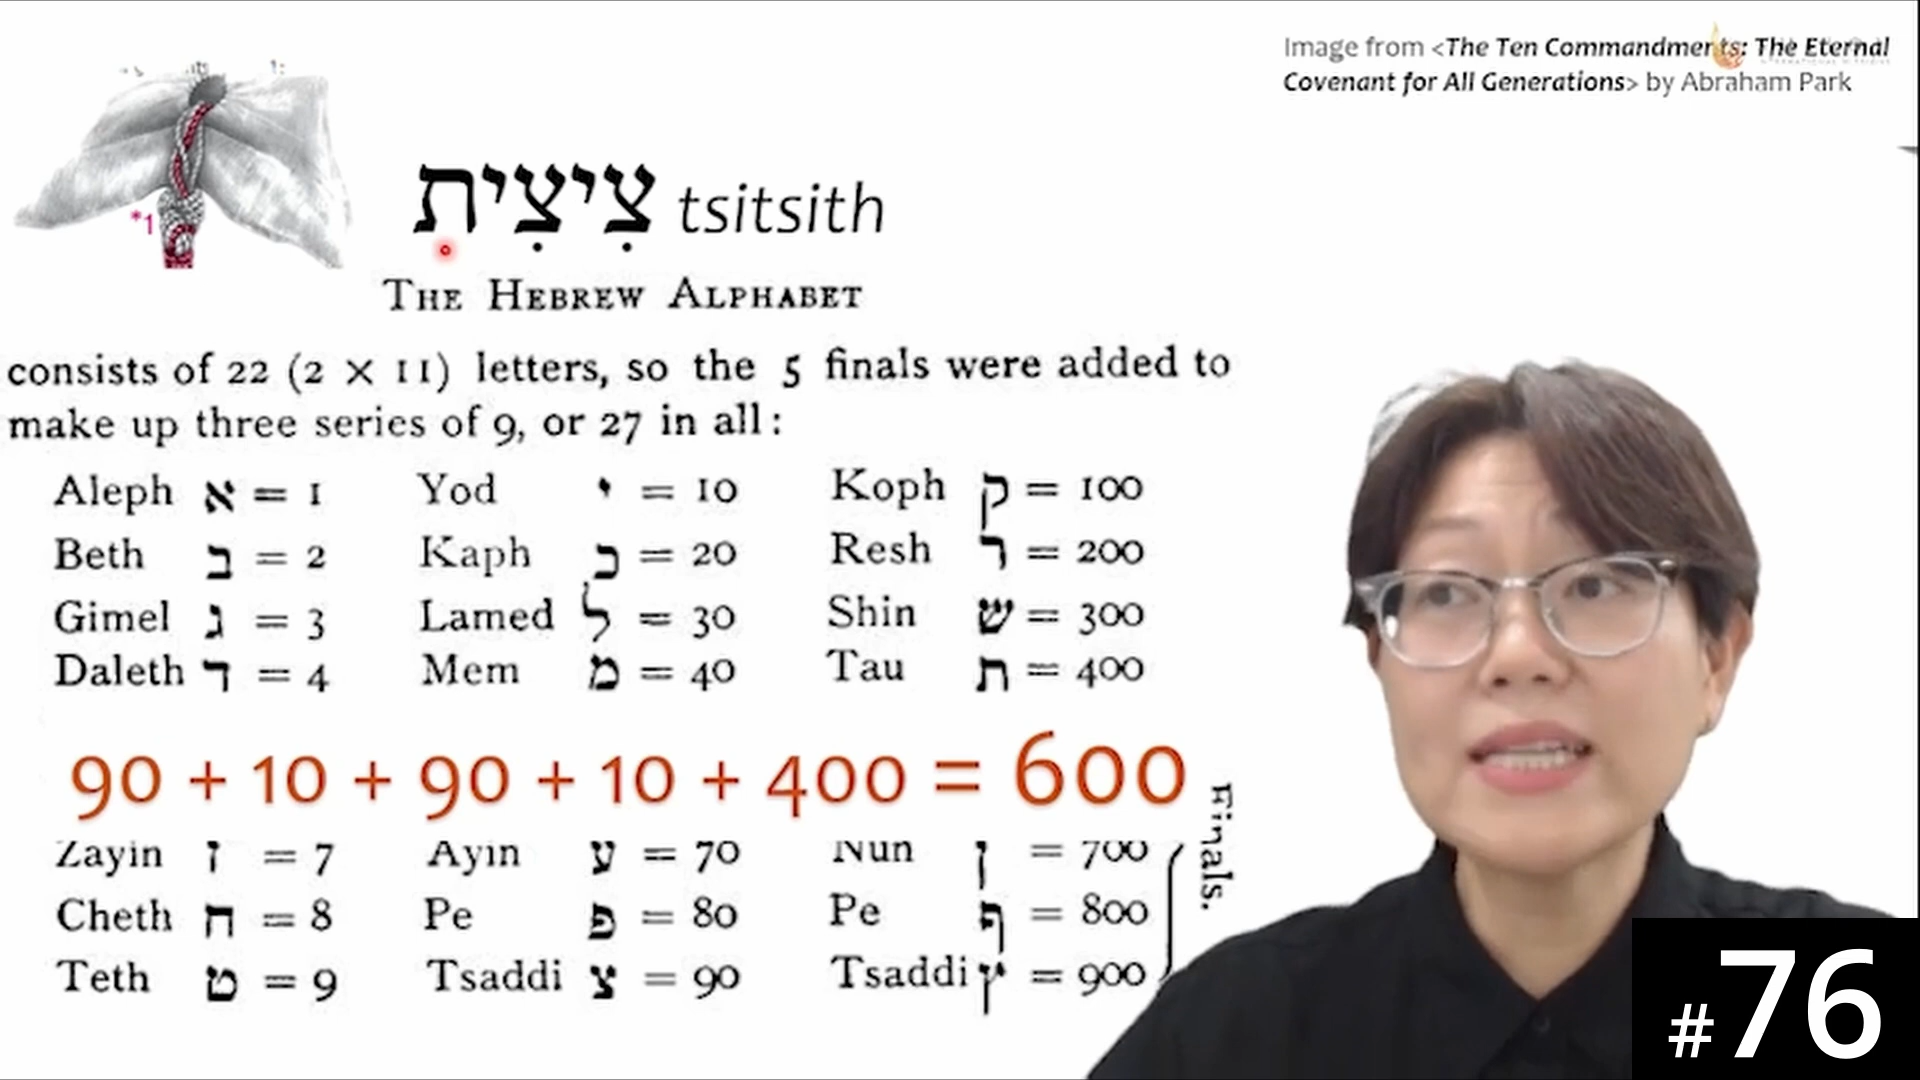 Image from <The Ten Commandments: The Eternal
Covenant for All Generations> by Abraham Park
*1
צִיצִית tsitsith
THE HEBREW ALPHABET
consists of 22 (2 × 11) letters, so the 5 finals were added to
make up three series of 9, or 27 in all:
Aleph א = 1 Yod י = 10 Koph ק = 100
Beth ב = 2 Kaph כ = 20 Resh ר = 200
Gimel ג = 3 Lamed ל = 30 Shin ש = 300
Daleth ד = 4 Mem מ = 40 Tau ת = 400
90 + 10 + 90 + 10 + 400 = 600
Zayin ז = 7 Ayin ע = 70 Nun ן = 700
Cheth ח = 8 Pe פ = 80 Pe ף = 800
Teth ט = 9 Tsaddi צ = 90 Tsaddi ץ = 900
Finals.
#76